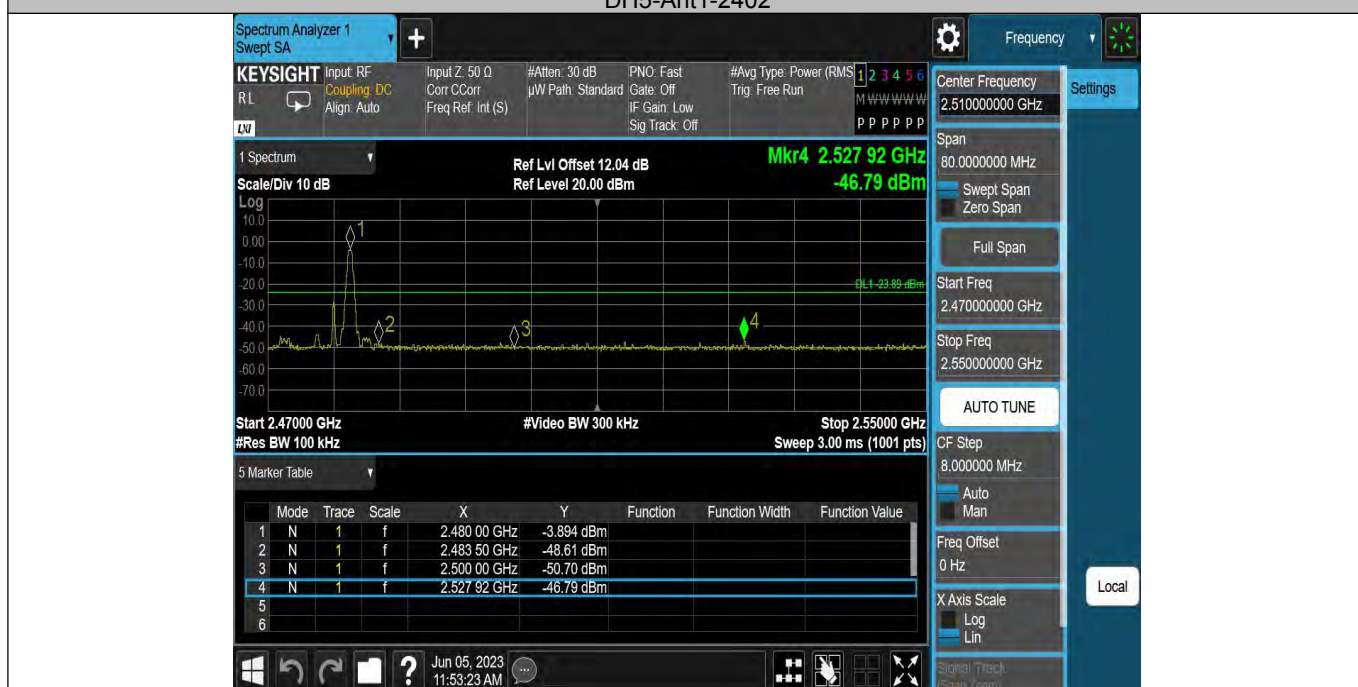 DH5-Ant1-2402
Spectrum Analyzer 1
Swept SA
+
Frequency
KEYSIGHT
R L
LXI
Input: RF
Coupling: DC
Align: Auto
Input Z: 50 Ω
Corr CCorr
Freq Ref: Int (S)
#Atten: 30 dB
µW Path: Standard
PNO: Fast
Gate: Off
IF Gain: Low
Sig Track: Off
#Avg Type: Power (RMS
Trig: Free Run
1 2 3 4 5 6
M W W W W W
P P P P P P
1 Spectrum
Scale/Div 10 dB
Ref Lvl Offset 12.04 dB
Ref Level 20.00 dBm
Mkr4 2.527 92 GHz
-46.79 dBm
Log
10.0
0.00
-10.0
-20.0
-30.0
-40.0
-50.0
-60.0
-70.0
1
2
3
4
DL1 -23.89 dBm
Start 2.47000 GHz
#Res BW 100 kHz
#Video BW 300 kHz
Stop 2.55000 GHz
Sweep 3.00 ms (1001 pts)
5 Marker Table
Mode Trace Scale X Y Function Function Width Function Value
1 N 1 f 2.480 00 GHz -3.894 dBm
2 N 1 f 2.483 50 GHz -48.61 dBm
3 N 1 f 2.500 00 GHz -50.70 dBm
4 N 1 f 2.527 92 GHz -46.79 dBm
5
6
?
Jun 05, 2023
11:53:23 AM
Center Frequency
2.510000000 GHz
Settings
Span
80.0000000 MHz
Swept Span
Zero Span
Full Span
Start Freq
2.470000000 GHz
Stop Freq
2.550000000 GHz
AUTO TUNE
CF Step
8.000000 MHz
Auto
Man
Freq Offset
0 Hz
X Axis Scale
Log
Lin
Local
Signal Track
(Span Zoom)